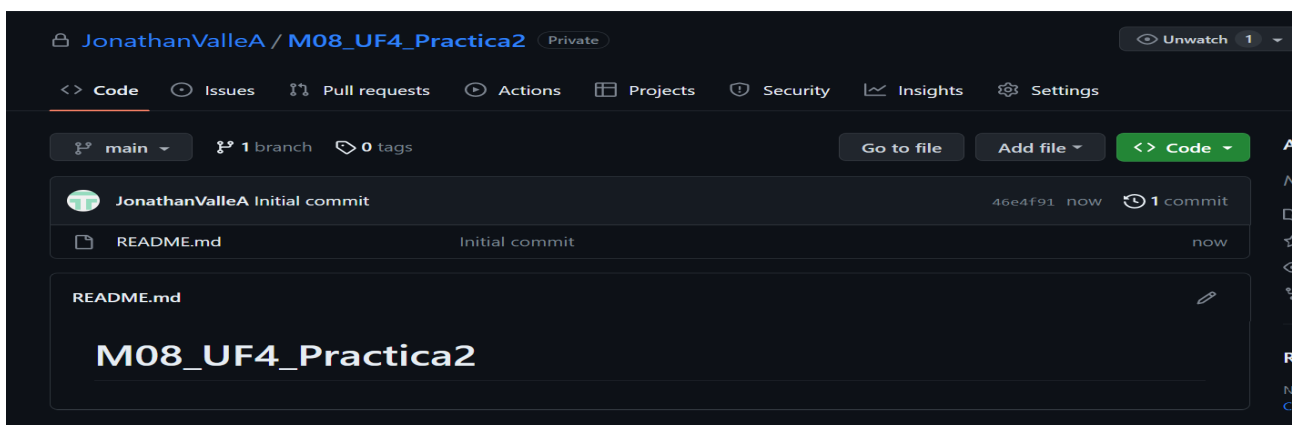 JonathanValleA / M08_UF4_Practica2 Private Unwatch 1
<> Code Issues Pull requests Actions Projects Security Insights Settings
main 1 branch 0 tags Go to file Add file <> Code
JonathanValleA Initial commit 46e4f91 now 1 commit
README.md Initial commit now
README.md
M08_UF4_Practica2